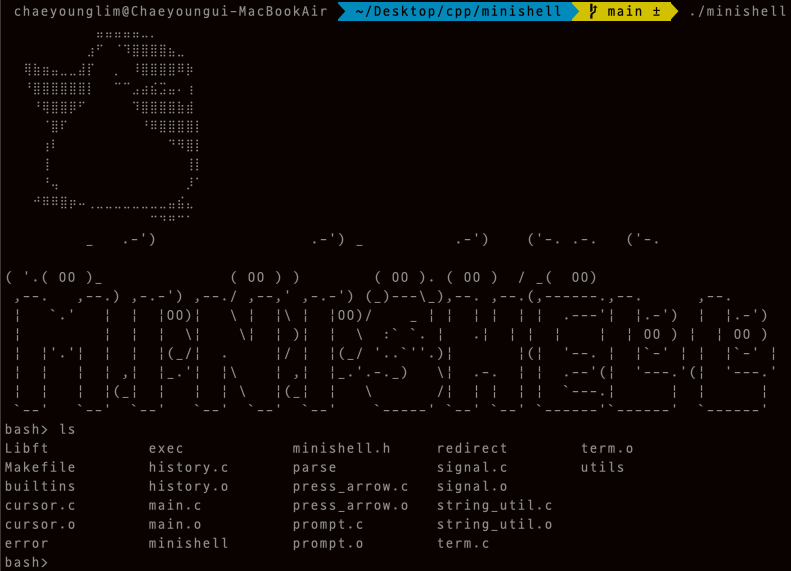 chaeyounglim@Chaeyoungui-MacBookAir ~/Desktop/cpp/minishell main ± ./minishell
MINISHELL
bash> ls
Libft exec minishell.h redirect term.o
Makefile history.c parse signal.c utils
builtins history.o press_arrow.c signal.o
cursor.c main.c press_arrow.o string_util.c
cursor.o main.o prompt.c string_util.o
error minishell prompt.o term.c
bash>